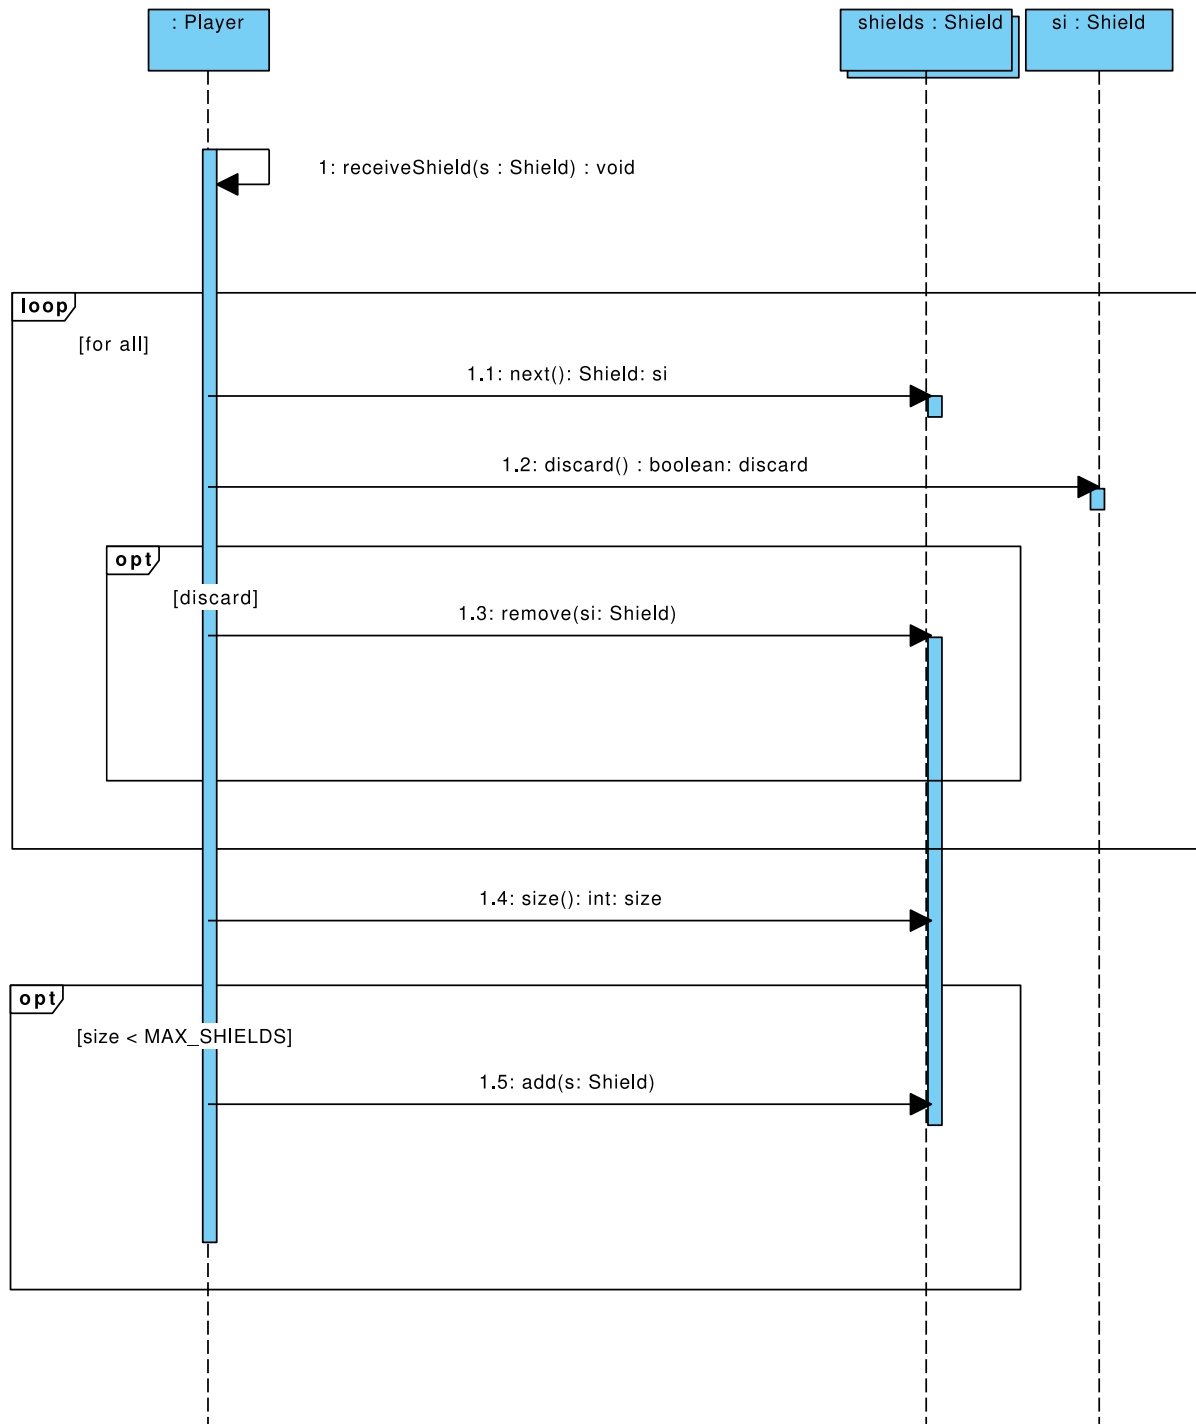 : Player
shields : Shield
si : Shield
1: receiveShield(s : Shield) : void
loop
[for all]
1.1: next(): Shield: si
1.2: discard() : boolean: discard
opt
[discard]
1.3: remove(si: Shield)
1.4: size(): int: size
opt
[size < MAX_SHIELDS]
1.5: add(s: Shield)